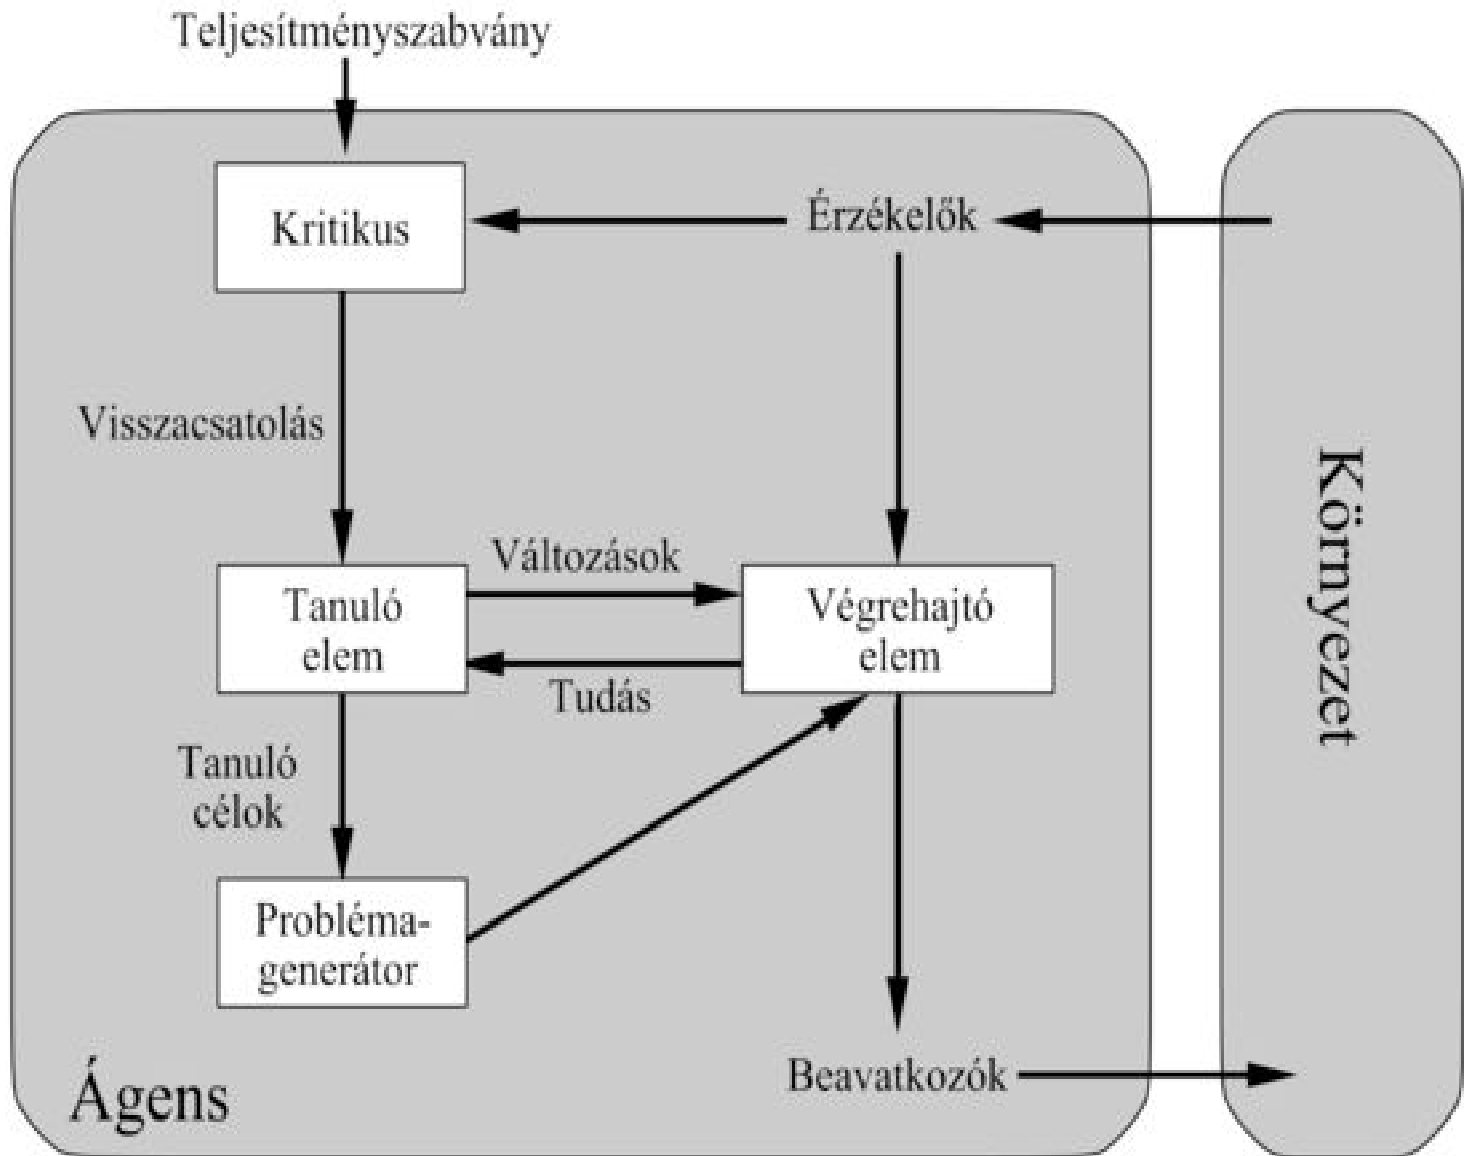 Teljesítményszabvány
Kritikus
Érzékelők
Visszacsatolás
Változások
Tanuló
elem
Végrehajtó
elem
Tudás
Tanuló
célok
Probléma-
generátor
Beavatkozók
Ágens
Környezet